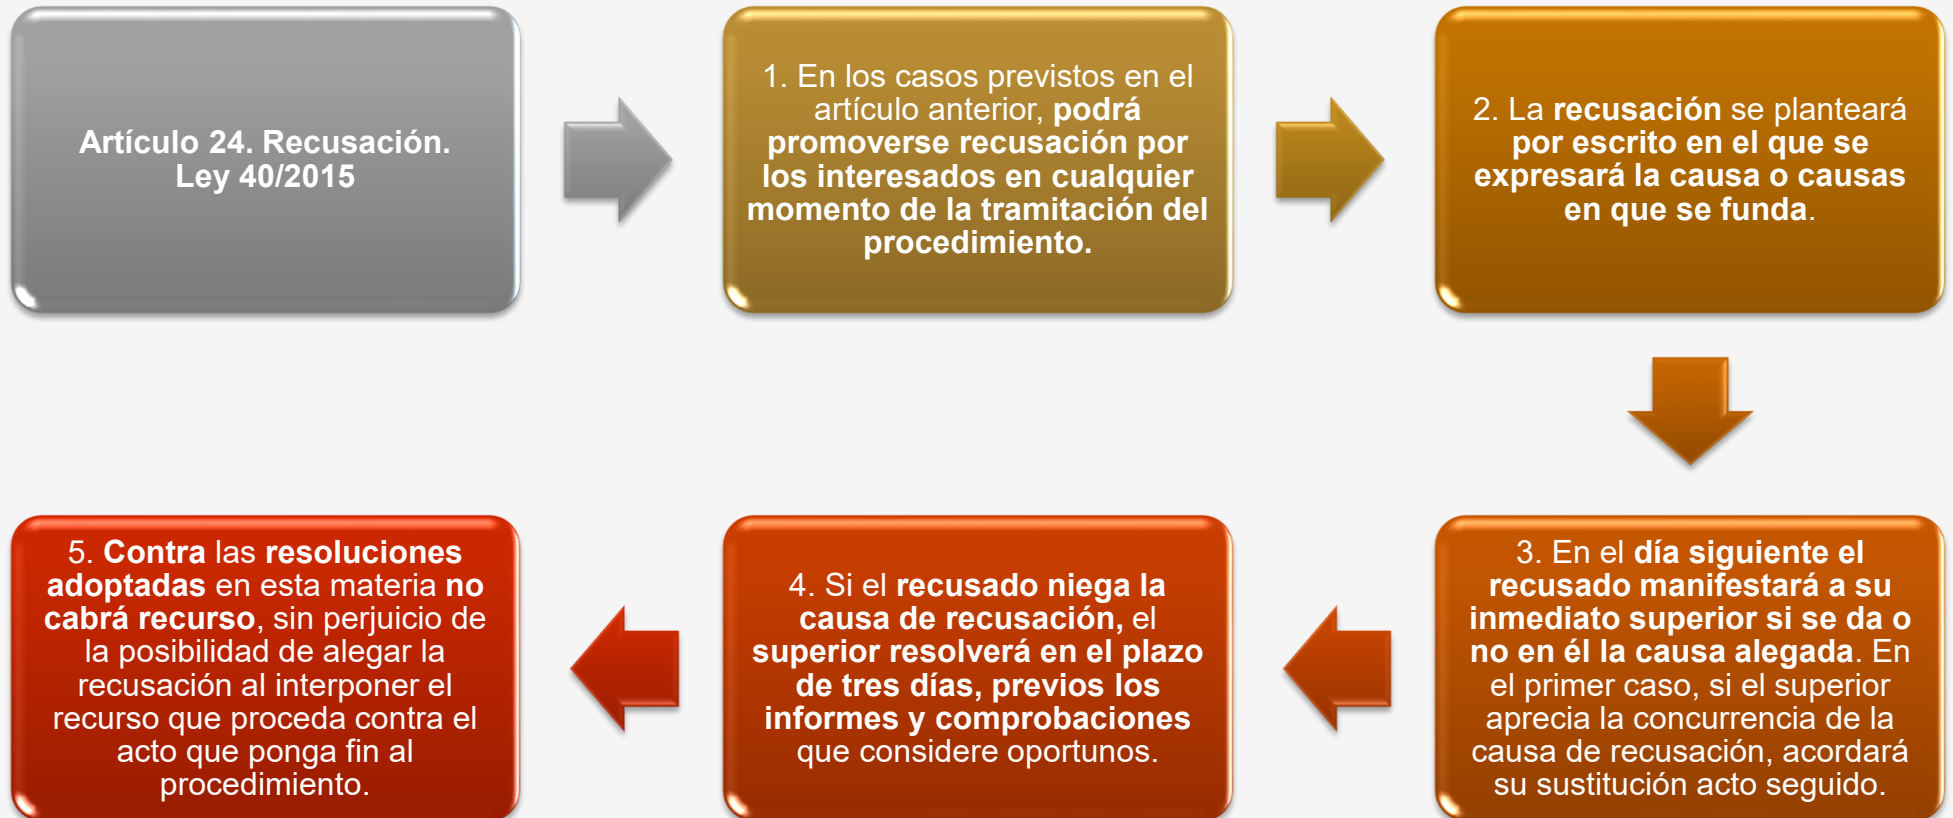 Artículo 24. Recusación.
Ley 40/2015
1. En los casos previstos en el
artículo anterior, podrá
promoverse recusación por
los interesados en cualquier
momento de la tramitación del
procedimiento.
2. La recusación se planteará
por escrito en el que se
expresará la causa o causas
en que se funda.
3. En el día siguiente el
recusado manifestará a su
inmediato superior si se da o
no en él la causa alegada. En
el primer caso, si el superior
aprecia la concurrencia de la
causa de recusación, acordará
su sustitución acto seguido.
4. Si el recusado niega la
causa de recusación, el
superior resolverá en el plazo
de tres días, previos los
informes y comprobaciones
que considere oportunos.
5. Contra las resoluciones
adoptadas en esta materia no
cabrá recurso, sin perjuicio de
la posibilidad de alegar la
recusación al interponer el
recurso que proceda contra el
acto que ponga fin al
procedimiento.